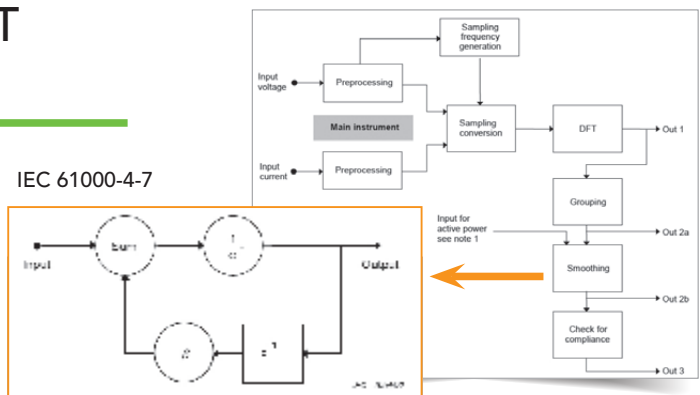 T
IEC 61000-4-7
Sampling
frequency
generation
Input
voltage
Preprocessing
Main instrument
Sampling
conversion
DFT
Out 1
Input
current
Preprocessing
Grouping
Input for
active power
see note 1
Out 2a
Smoothing
Out 2b
Check for
compliance
Out 3
Sum
Input
Output